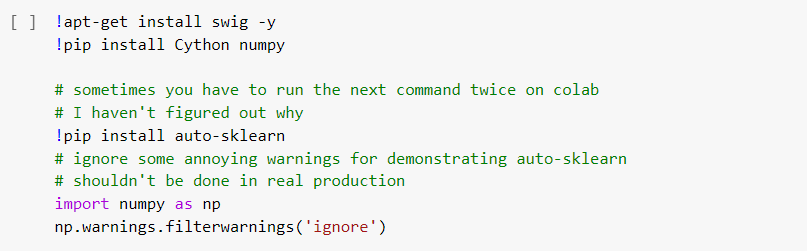 [ ] !apt-get install swig -y
!pip install Cython numpy
# sometimes you have to run the next command twice on colab
# I haven't figured out why
!pip install auto-sklearn
# ignore some annoying warnings for demonstrating auto-sklearn
# shouldn't be done in real production
import numpy as np
np.warnings.filterwarnings('ignore')